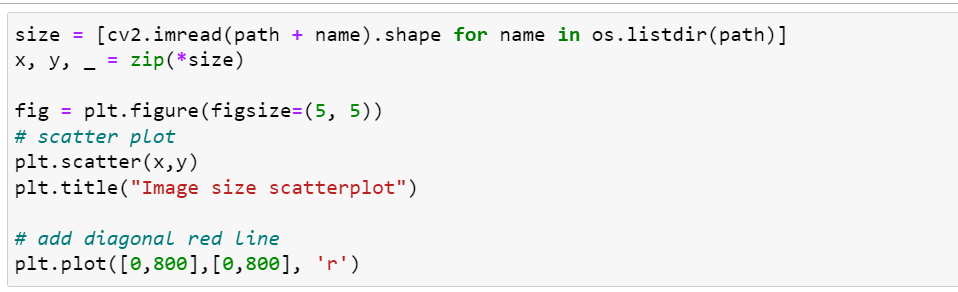 size = [cv2.imread(path + name).shape for name in os.listdir(path)]
x, y, _ = zip(*size)
fig = plt.figure(figsize=(5, 5))
# scatter plot
plt.scatter(x,y)
plt.title("Image size scatterplot")
# add diagonal red line
plt.plot([0,800],[0,800], 'r')